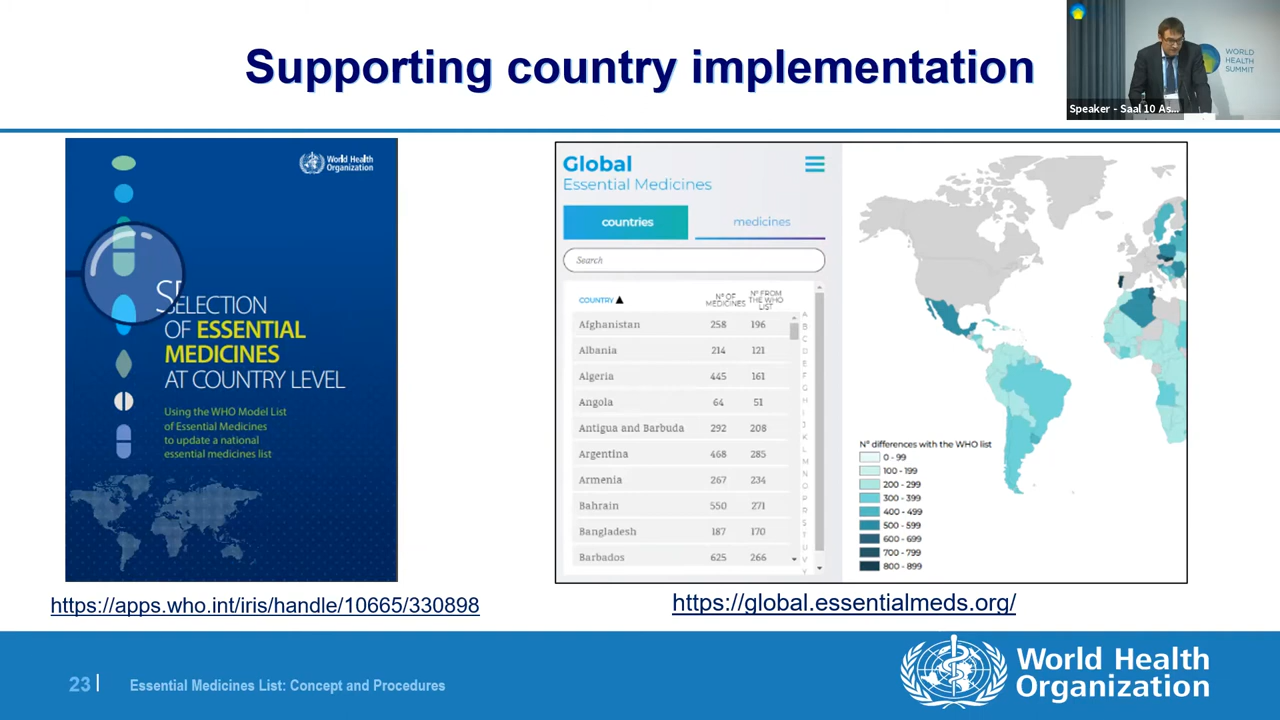 Supporting country implementation
WORLD
HEALTH
SUMMIT
Speaker - Saal 10 As...
World Health
Organization
SELECTION
OF ESSENTIAL
MEDICINES
AT COUNTRY LEVEL
Using the WHO Model List
of Essential Medicines
to update a national
essential medicines list
https://apps.who.int/iris/handle/10665/330898
Global
Essential Medicines
countries medicines
Search
COUNTRY ▲ Nº OF MEDICINES Nº FROM THE WHO LIST
Afghanistan 258 196
Albania 214 121
Algeria 445 161
Angola 64 51
Antigua and Barbuda 292 208
Argentina 468 285
Armenia 267 234
Bahrain 550 271
Bangladesh 187 170
Barbados 625 266
A
B
C
D
E
F
G
H
I
J
K
L
M
N
O
P
R
S
T
U
V
Y
Nº differences with the WHO list
0 - 99
100 - 199
200 - 299
300 - 399
400 - 499
500 - 599
600 - 699
700 - 799
800 - 899
https://global.essentialmeds.org/
23 | Essential Medicines List: Concept and Procedures
World Health
Organization